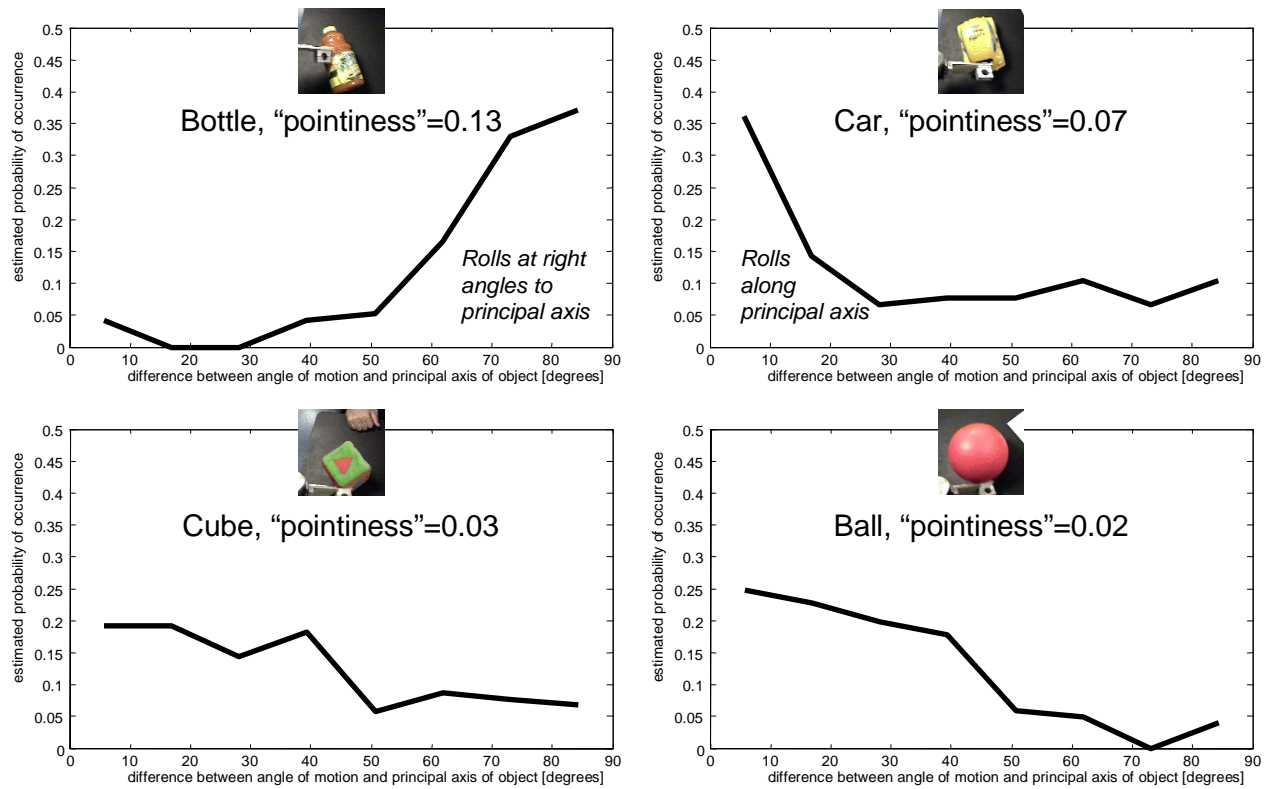 0.5
0.45
0.4
0.35
0.3
0.25
0.2
0.15
0.1
0.05
0
estimated probability of occurrence
Bottle, “pointiness”=0.13
Rolls at right
angles to
principal axis
0 10 20 30 40 50 60 70 80 90
difference between angle of motion and principal axis of object [degrees]
0.5
0.45
0.4
0.35
0.3
0.25
0.2
0.15
0.1
0.05
0
estimated probability of occurrence
Car, “pointiness”=0.07
Rolls
along
principal axis
0 10 20 30 40 50 60 70 80 90
difference between angle of motion and principal axis of object [degrees]
0.5
0.45
0.4
0.35
0.3
0.25
0.2
0.15
0.1
0.05
0
estimated probability of occurrence
Cube, “pointiness”=0.03
0 10 20 30 40 50 60 70 80 90
difference between angle of motion and principal axis of object [degrees]
0.5
0.45
0.4
0.35
0.3
0.25
0.2
0.15
0.1
0.05
0
estimated probability of occurrence
Ball, “pointiness”=0.02
0 10 20 30 40 50 60 70 80 90
difference between angle of motion and principal axis of object [degrees]